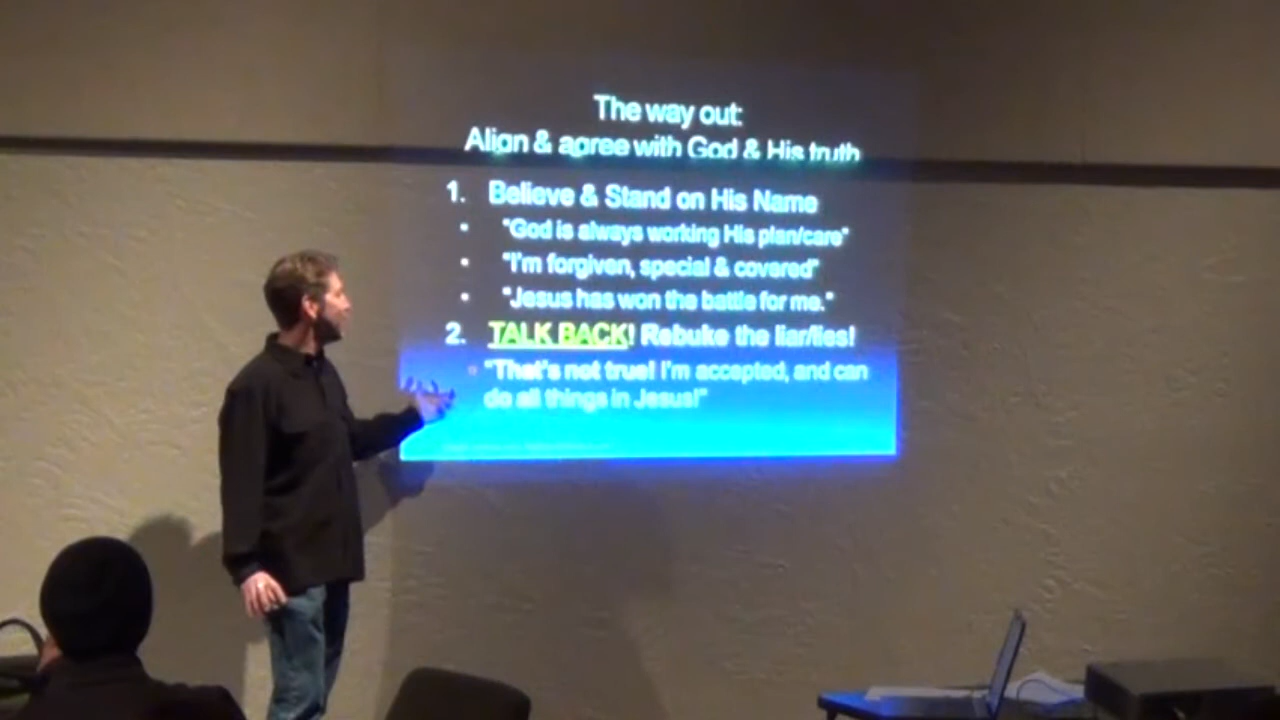 The way out:
Align & agree with God & His truth
1. Believe & Stand on His Name
• "God is always working His plan/care"
• "I'm forgiven, special & covered"
• "Jesus has won the battle for me."
2. TALK BACK! Rebuke the liar/lies!
• "That's not true! I'm accepted, and can
do all things in Jesus!"